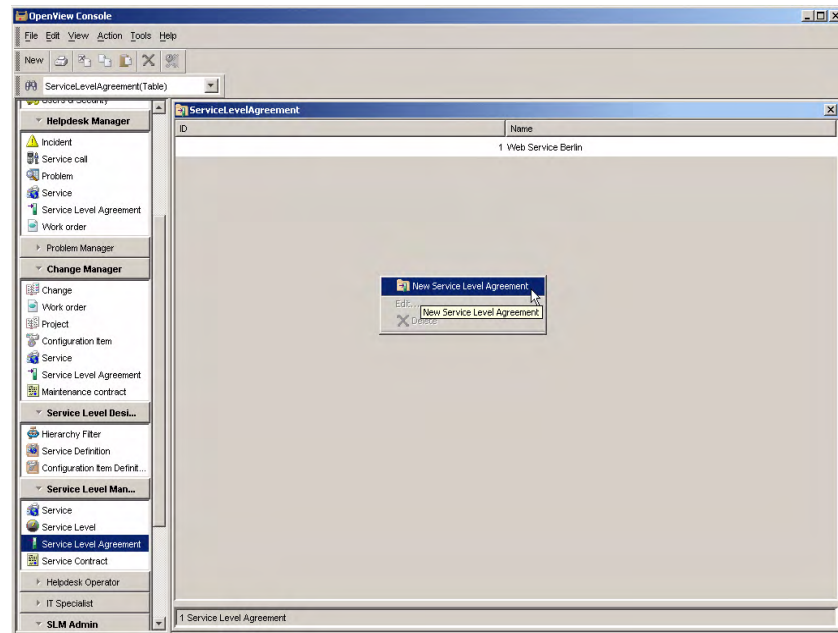 OpenView Console
File Edit View Action Tools Help
New
ServiceLevelAgreement(Table)
Users & Security
Helpdesk Manager
Incident
Service call
Problem
Service
Service Level Agreement
Work order
Problem Manager
Change Manager
Change
Work order
Project
Configuration Item
Service
Service Level Agreement
Maintenance contract
Service Level Desi...
Hierarchy Filter
Service Definition
Configuration Item Definit...
Service Level Man...
Service
Service Level
Service Level Agreement
Service Contract
Helpdesk Operator
IT Specialist
SLM Admin
ServiceLevelAgreement
ID Name
1 Web Service Berlin
New Service Level Agreement
Edit...
New Service Level Agreement
Delete
1 Service Level Agreement